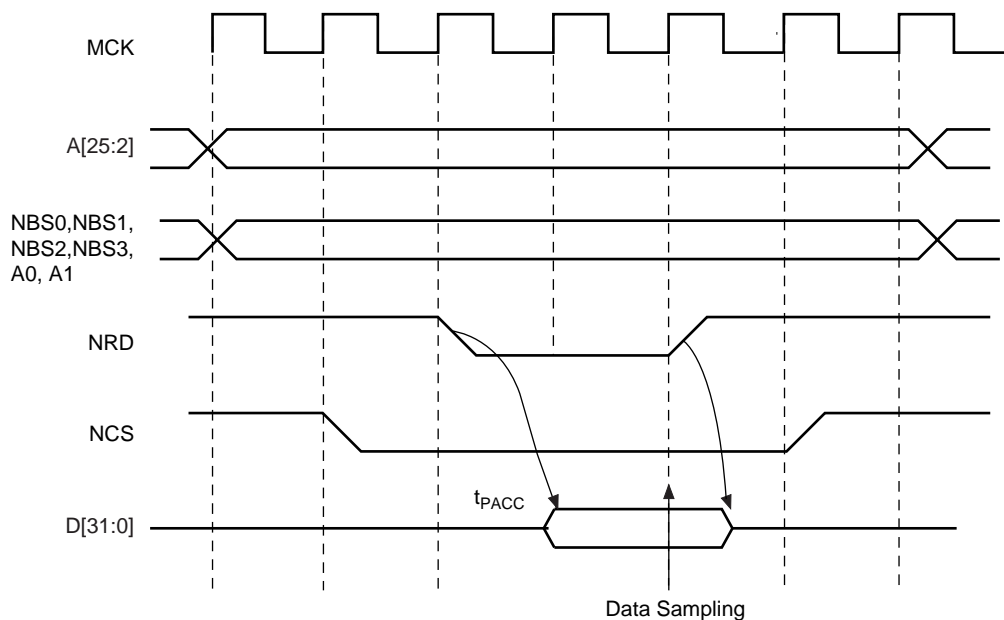 MCK
A[25:2]
NBS0,NBS1,
NBS2,NBS3,
A0, A1
NRD
NCS
tPACC
D[31:0]
Data Sampling